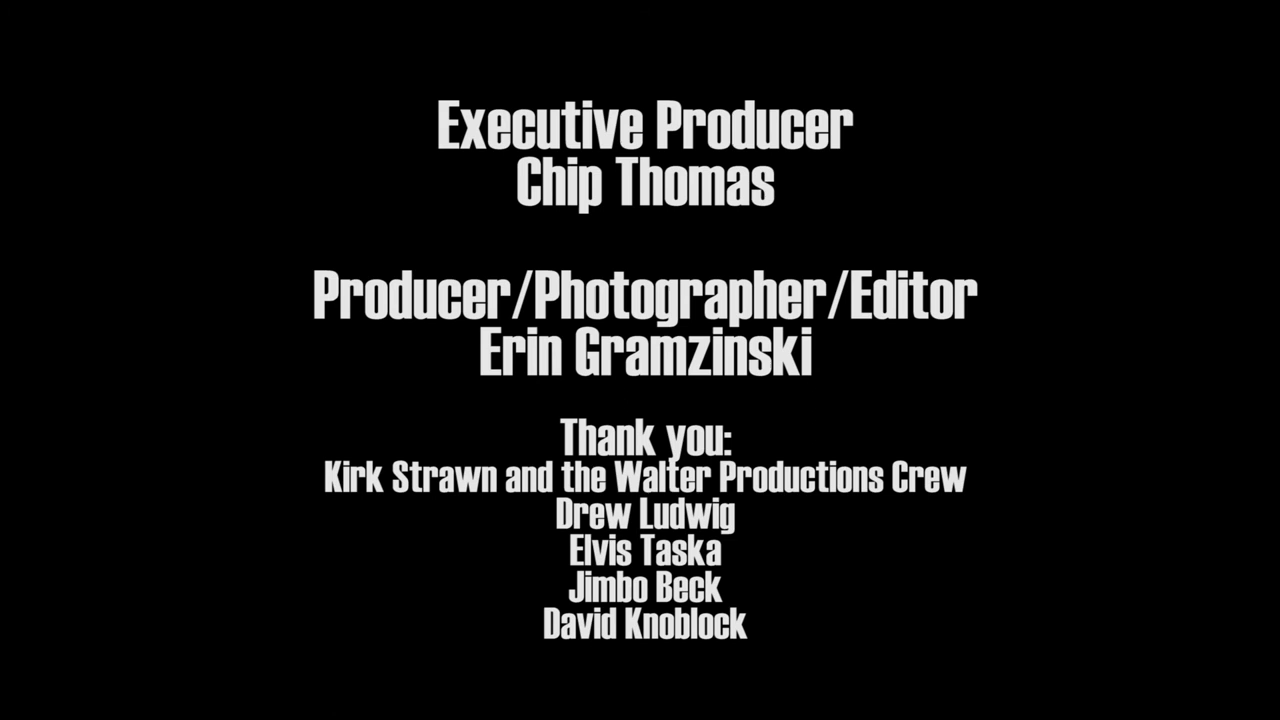 Executive Producer
Chip Thomas
Producer/Photographer/Editor
Erin Gramzinski
Thank you:
Kirk Strawn and the Walter Productions Crew
Drew Ludwig
Elvis Taska
Jimbo Beck
David Knoblock